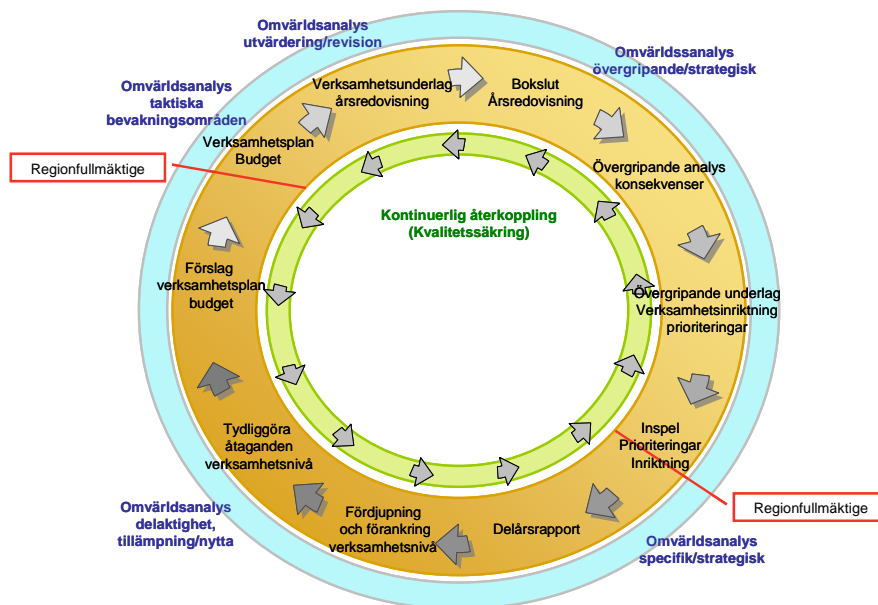 Omvärldsanalys
utvärdering/revision
Omvärldssanalys
övergripande/strategisk
Omvärldsanalys
taktiska
bevakningsområden
Verksamhetsunderlag
årsredovisning
Bokslut
Årsredovisning
Verksamhetsplan
Budget
Regionfullmäktige
Övergripande analys
konsekvenser
Kontinuerlig återkoppling
(Kvalitetssäkring)
Förslag
verksamhetsplan
budget
Övergripande underlag
Verksamhetsinriktning
prioriteringar
Tydliggöra
åtaganden
verksamhetsnivå
Inspel
Prioriteringar
Inriktning
Regionfullmäktige
Omvärldsanalys
delaktighet,
tillämpning/nytta
Fördjupning
och förankring
verksamhetsnivå
Delårsrapport
Omvärldsanalys
specifik/strategisk